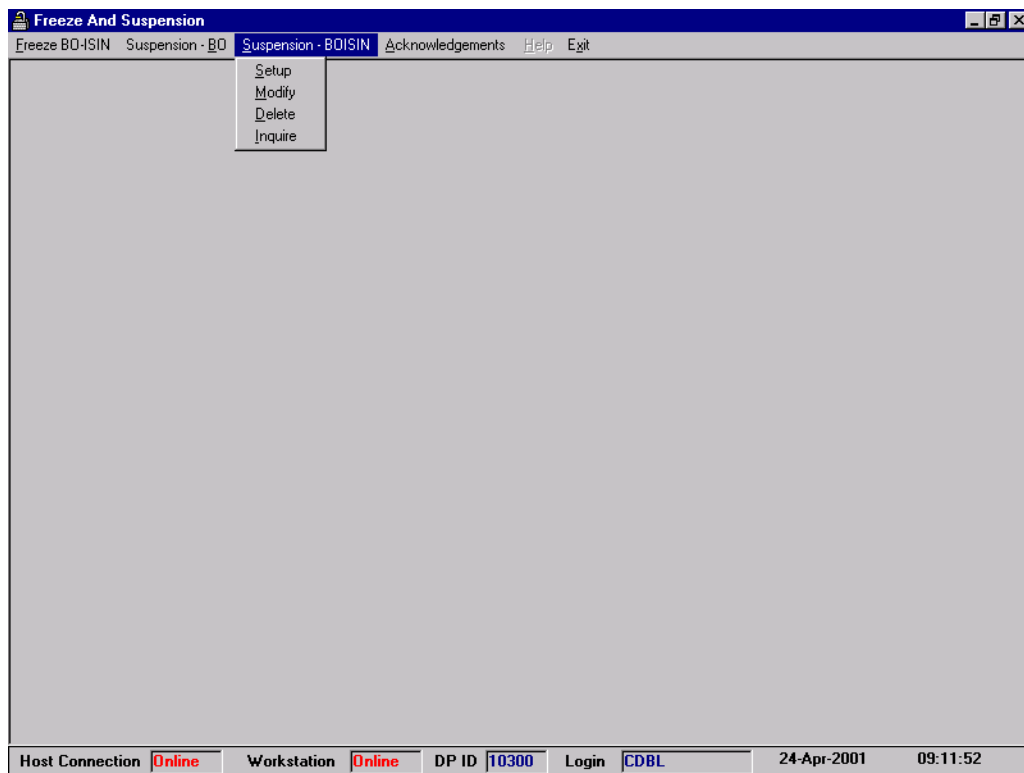 Freeze And Suspension
Freeze BO-ISIN Suspension - BO Suspension - BOISIN Acknowledgements Help Exit
Setup
Modify
Delete
Inquire
Host Connection Online Workstation Online DP ID 10300 Login CDBL 24-Apr-2001 09:11:52